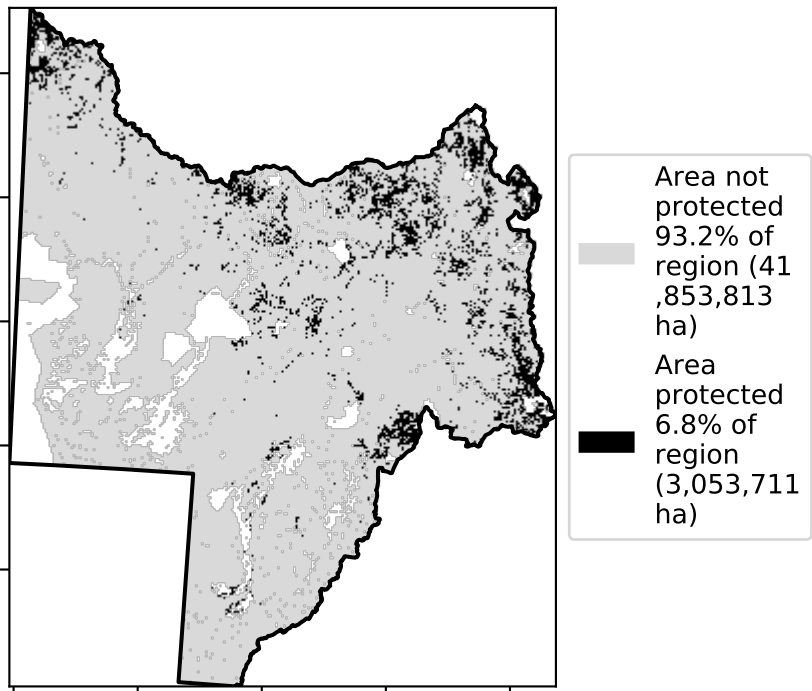 Area not
protected
93.2% of
region (41
,853,813
ha)
Area
protected
6.8% of
region
(3,053,711
ha)